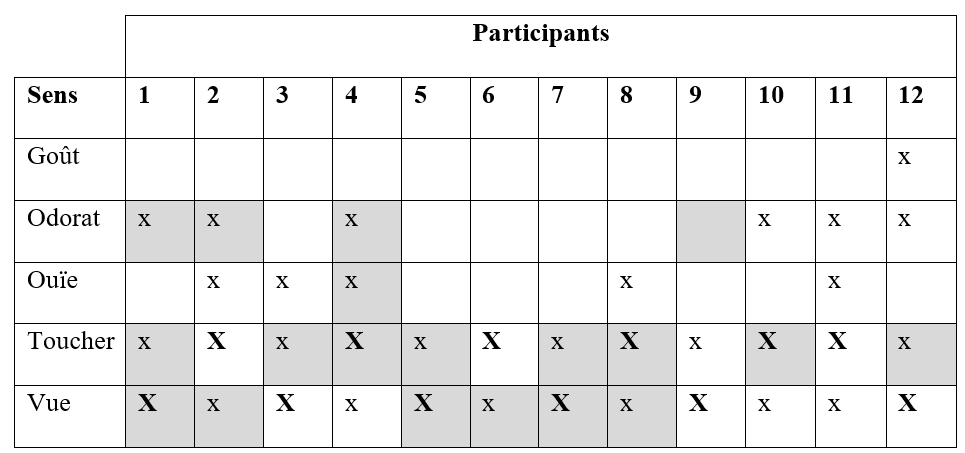 Participants
Sens 1 2 3 4 5 6 7 8 9 10 11 12
Goût x
Odorat x x x x x x
Ouïe x x x x x
Toucher x X x X x X x X x X X x
Vue X x X x X x X x X x x X